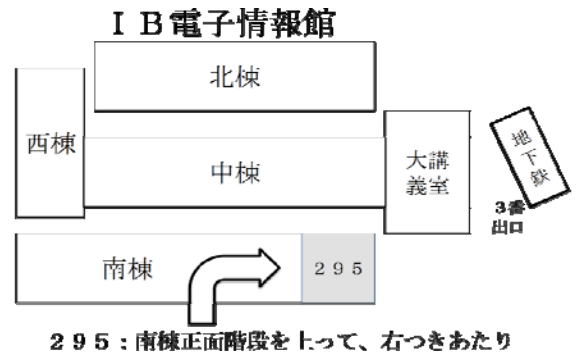 ＩＢ電子情報館
北棟
西棟
中棟
大講
義室
地下鉄
3番
出口
南棟
２９５
２９５：南棟正面階段を上って、右つきあたり